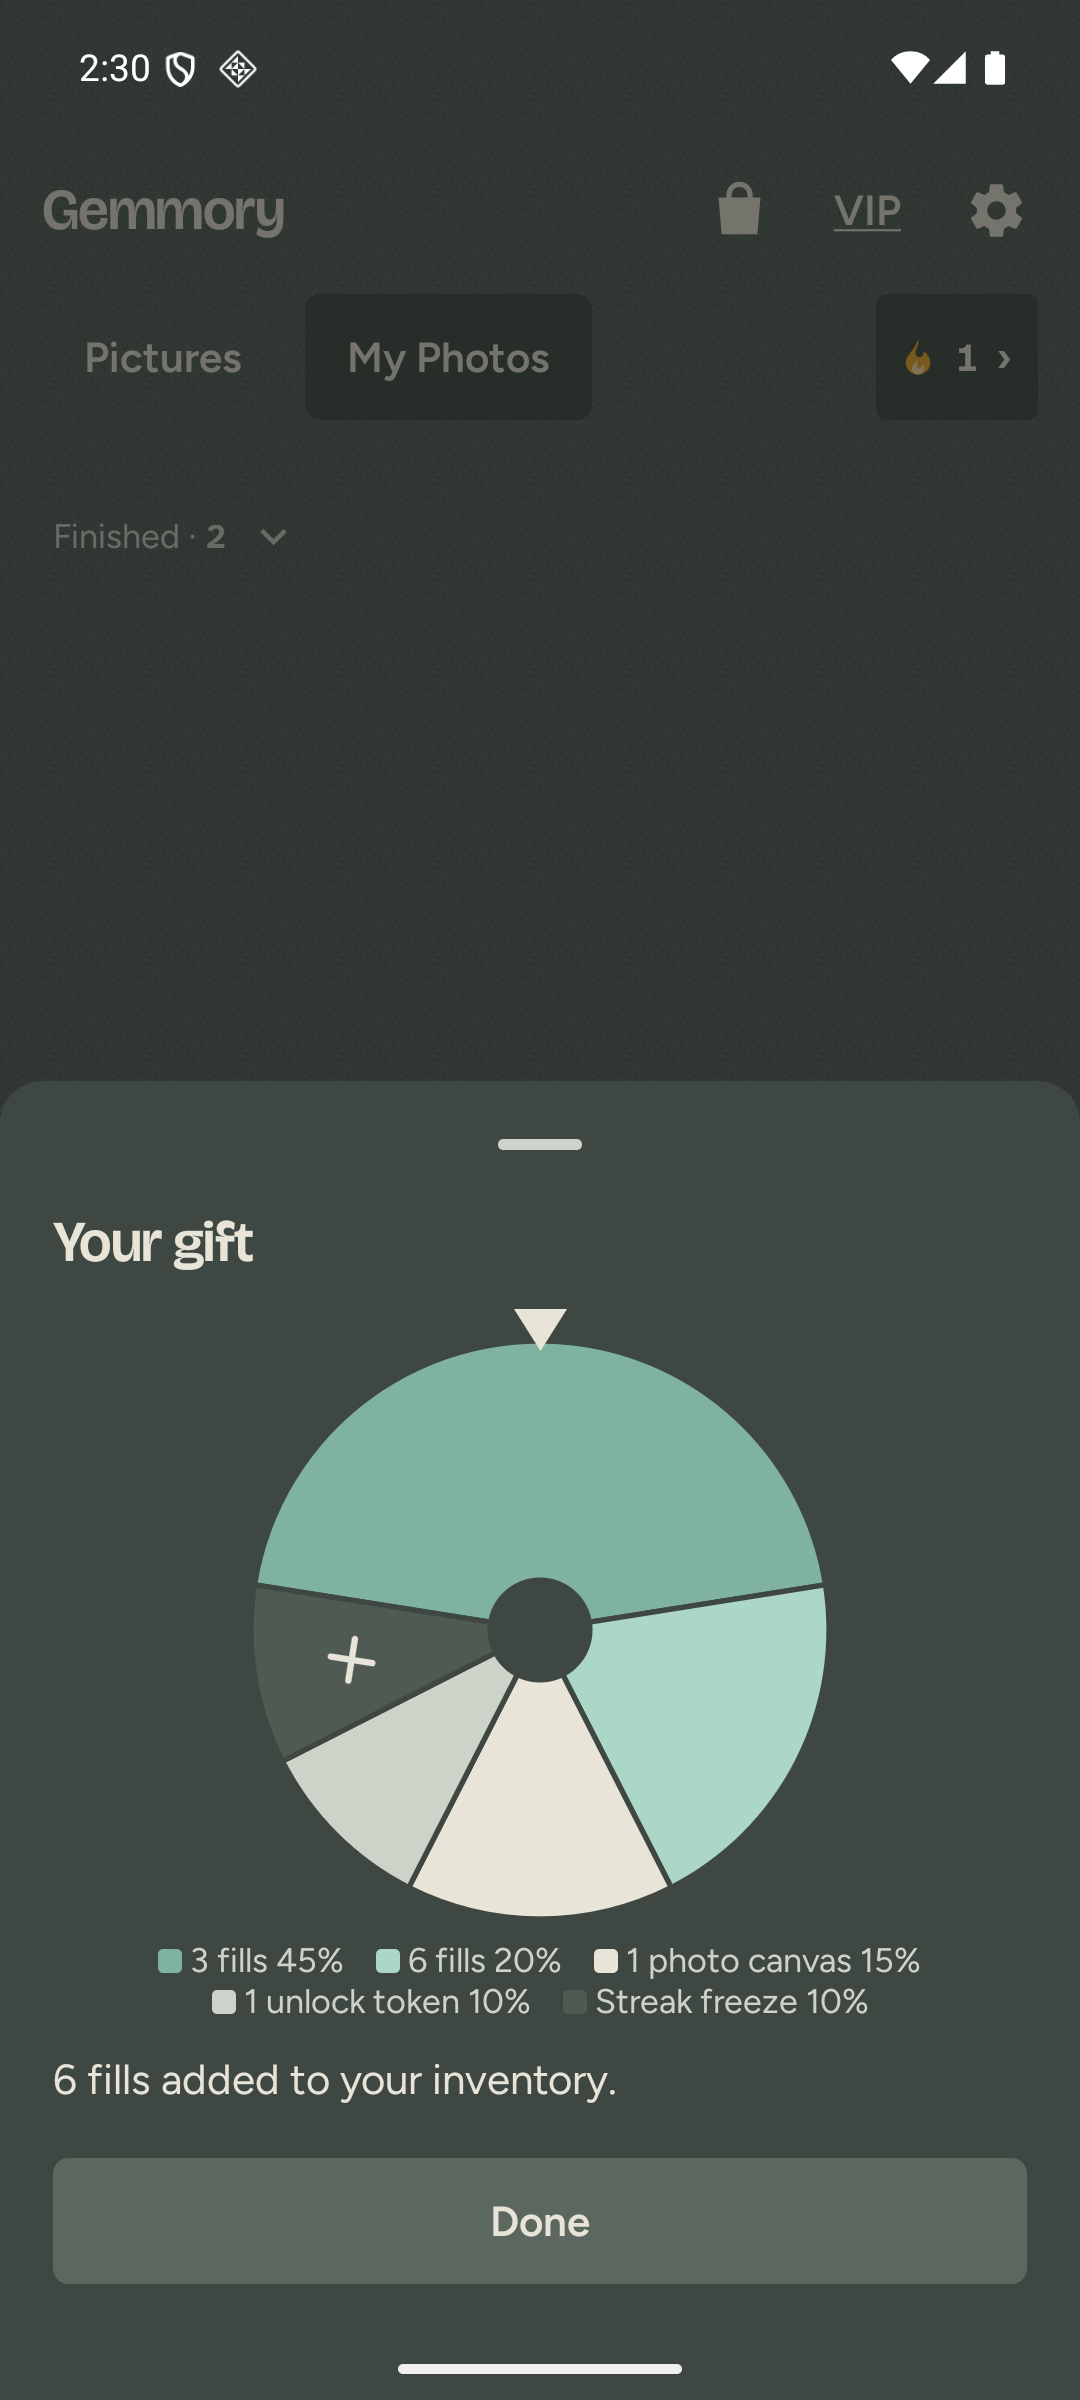 2:30
Gemmory
VIP
Pictures
My Photos
1 ›
Finished · 2
Your gift
3 fills 45% 6 fills 20% 1 photo canvas 15%
1 unlock token 10% Streak freeze 10%
6 fills added to your inventory.
Done